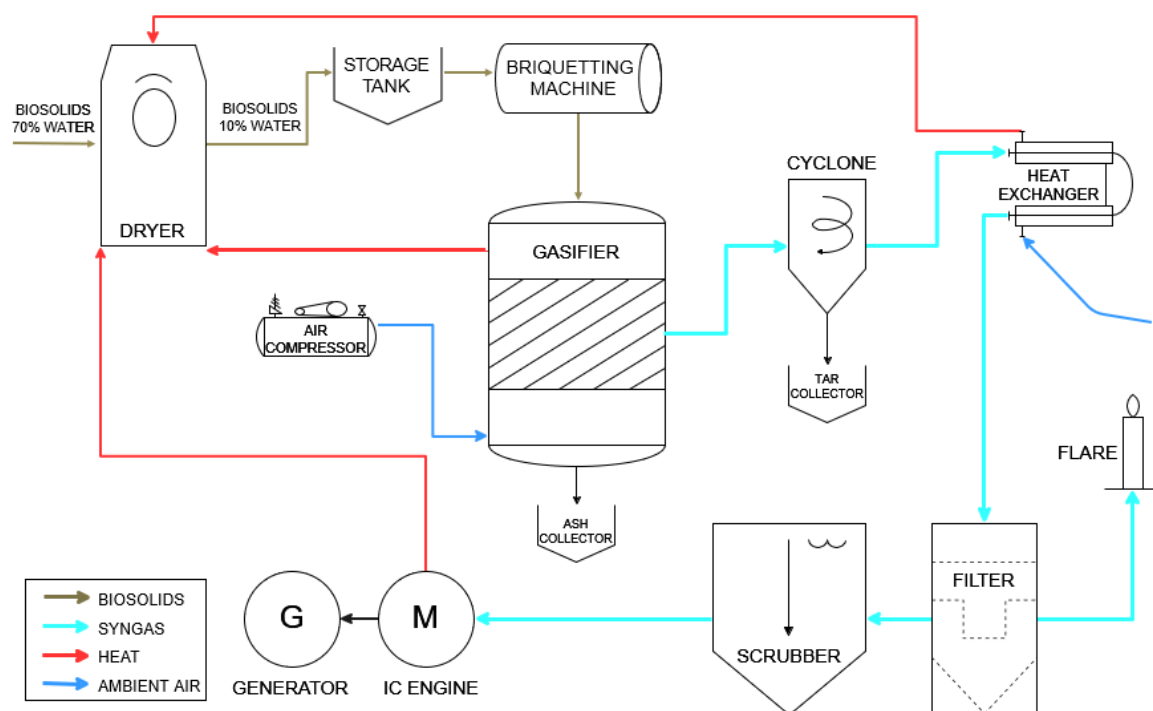 BIOSOLIDS
70% WATER
DRYER
BIOSOLIDS
10% WATER
STORAGE
TANK
BRIQUETTING
MACHINE
CYCLONE
HEAT
EXCHANGER
GASIFIER
AIR
COMPRESSOR
TAR
COLLECTOR
FLARE
ASH
COLLECTOR
FILTER
SCRUBBER
M
IC ENGINE
G
GENERATOR
BIOSOLIDS
SYNGAS
HEAT
AMBIENT AIR